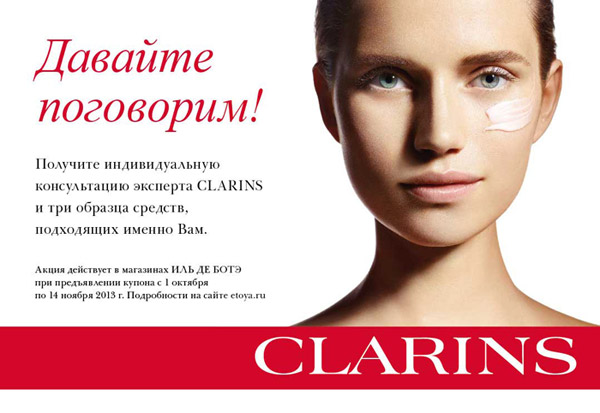 Давайте
поговорим!
Получите индивидуальную
консультацию эксперта CLARINS
и три образца средств,
подходящих именно Вам.
Акция действует в магазинах ИЛЬ ДЕ БОТЭ
при предъявлении купона с 1 октября
по 14 ноября 2013 г. Подробности на сайте etoya.ru
CLARINS